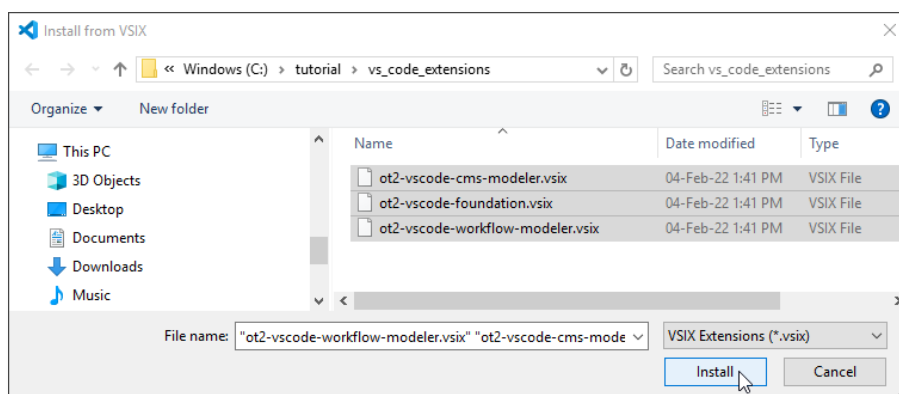 Install from VSIX
« Windows (C:) > tutorial > vs_code_extensions
Search vs_code_extensions
Organize
New folder
?
Name
Date modified
Type
This PC
3D Objects
Desktop
Documents
Downloads
Music
ot2-vscode-cms-modeler.vsix 04-Feb-22 1:41 PM VSIX File
ot2-vscode-foundation.vsix 04-Feb-22 1:41 PM VSIX File
ot2-vscode-workflow-modeler.vsix 04-Feb-22 1:41 PM VSIX File
File name: "ot2-vscode-workflow-modeler.vsix" "ot2-vscode-cms-mode
VSIX Extensions (*.vsix)
Install
Cancel